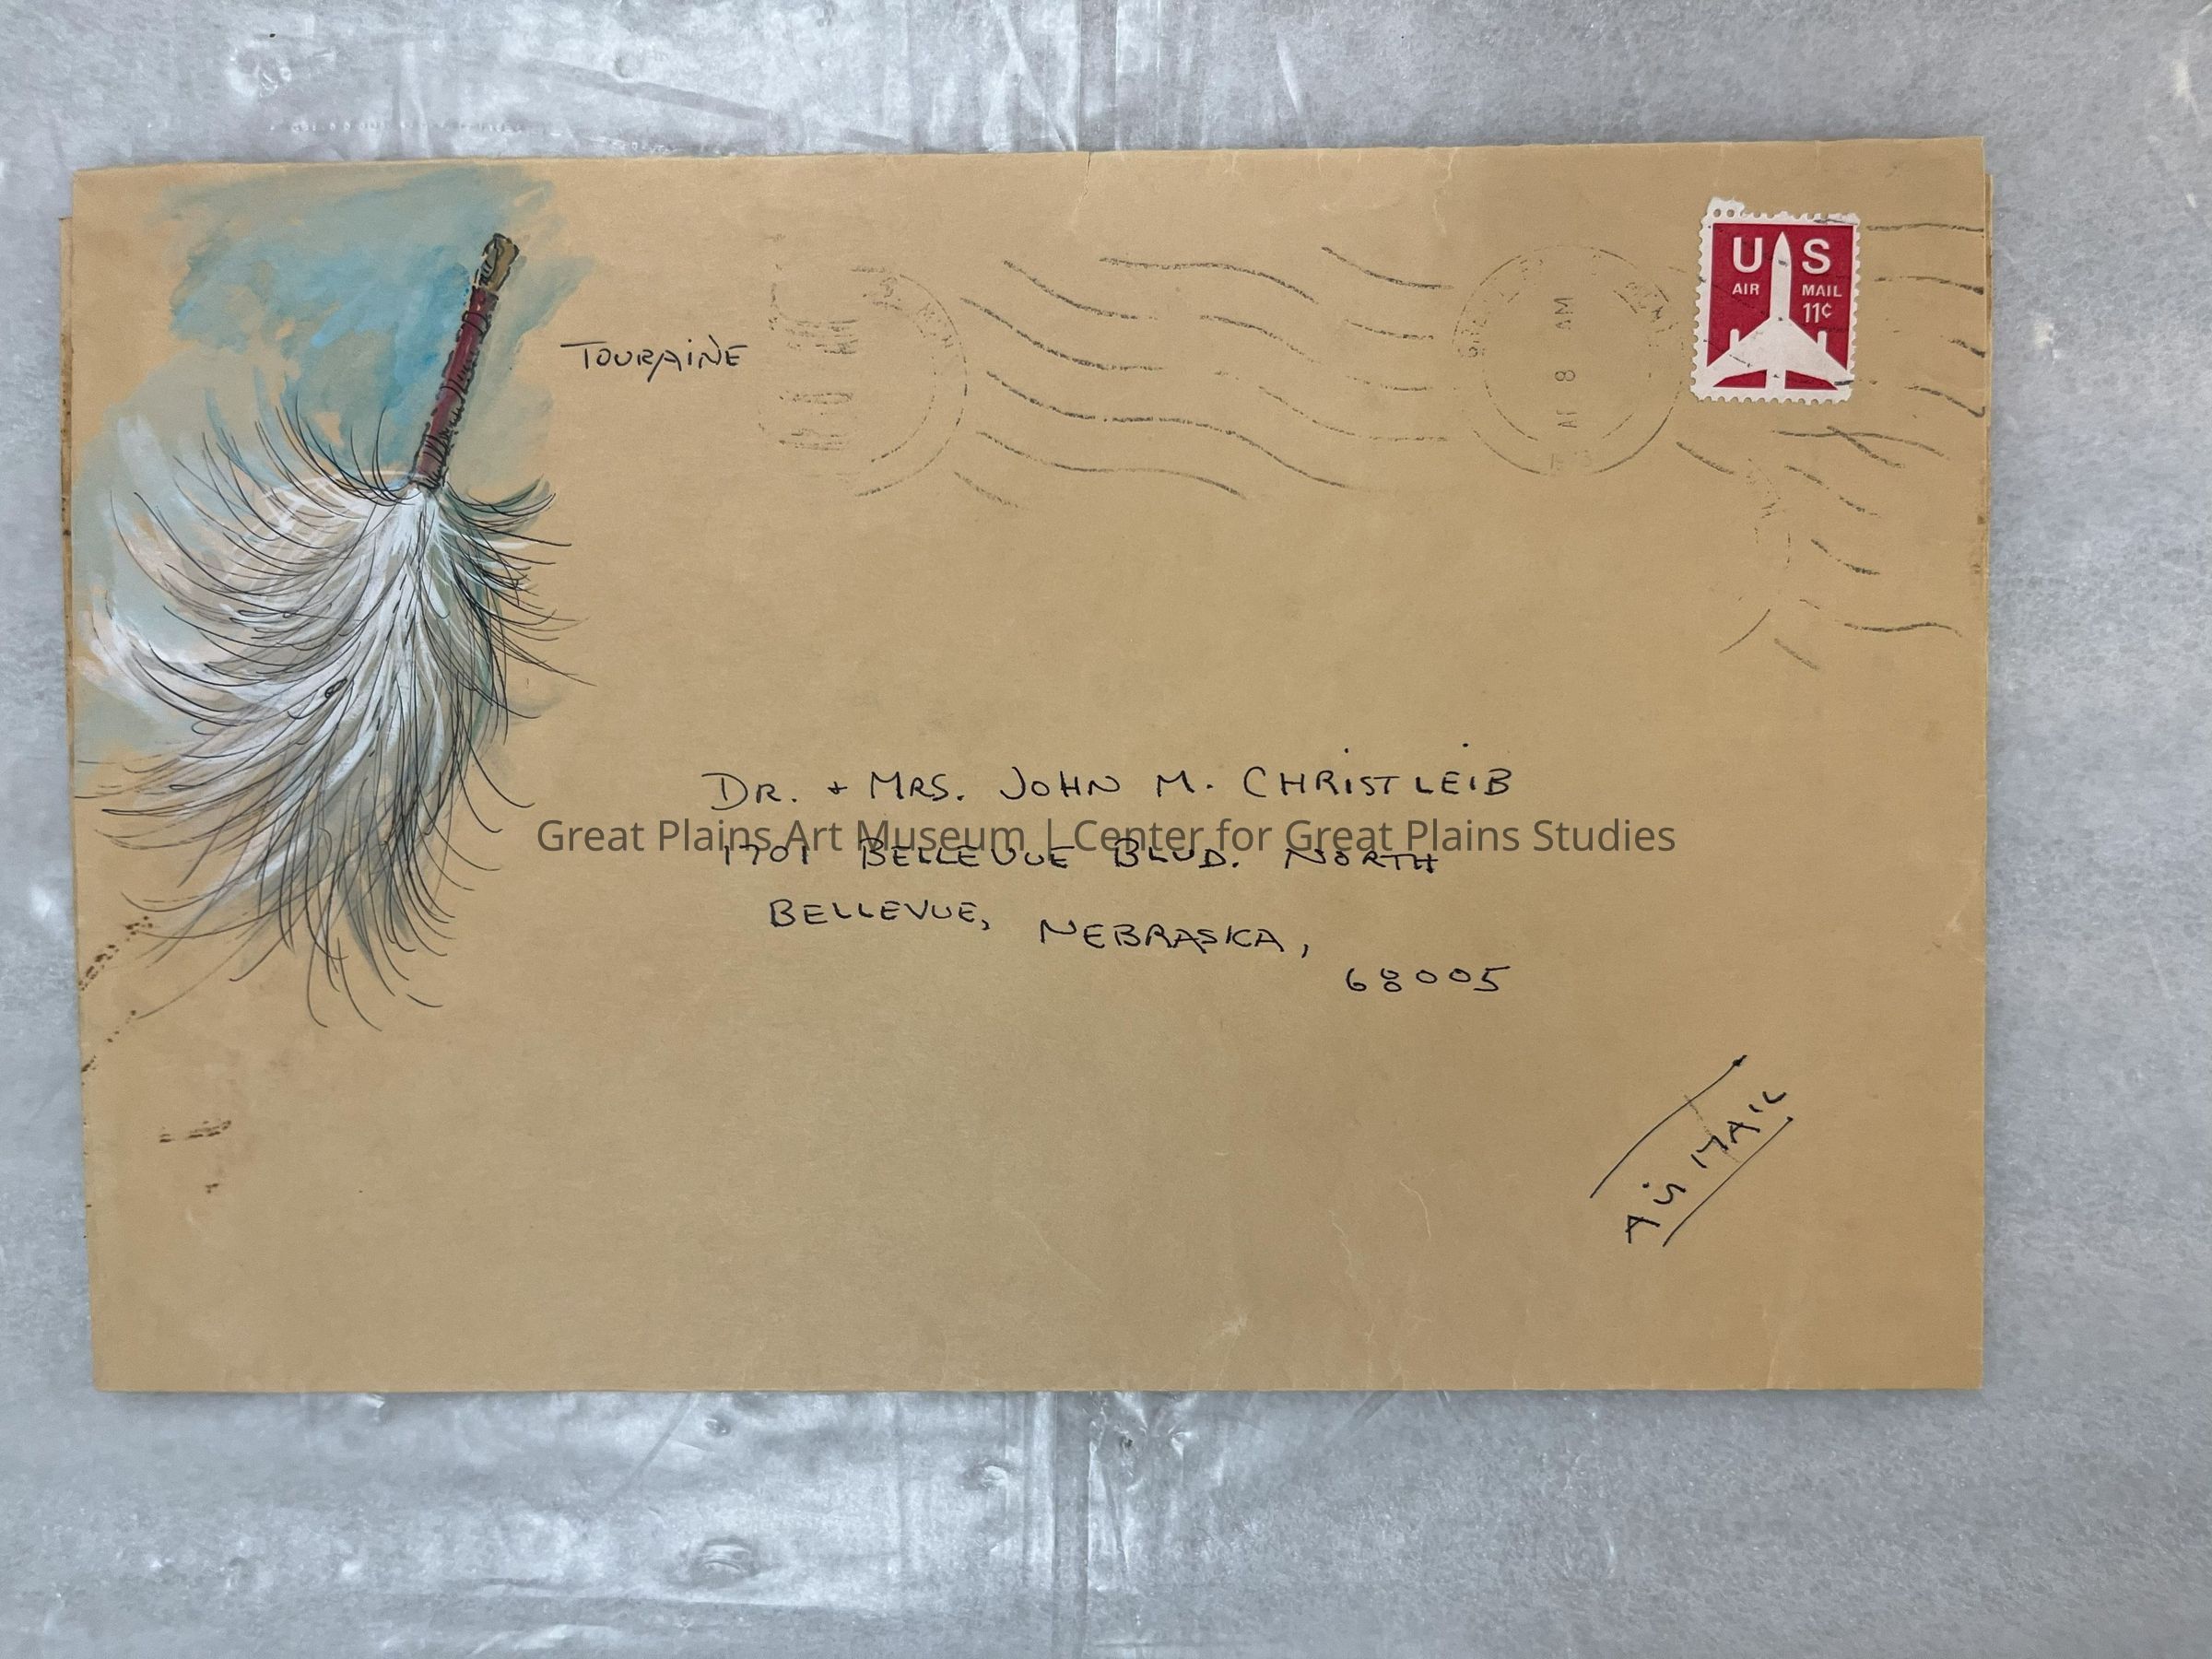 US
AIR MAIL
11¢
TOURAINE
8 AM
DR. + MRS. JOHN M. CHRISTLEIB
1701 BELLEVUE BLVD. NORTH
BELLEVUE, NEBRASKA,
68005
AIR MAIL
Great Plains Art Museum | Center for Great Plains Studies